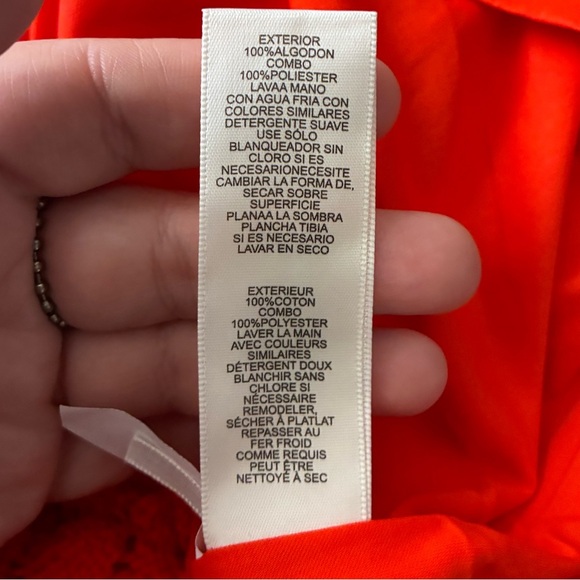 EXTERIOR
100%ALGODON
COMBO
100%POLIESTER
LAVAA MANO
CON AGUA FRIA CON
COLORES SIMILARES
DETERGENTE SUAVE
USE SÓLO
BLANQUEADOR SIN
CLORO SI ES
NECESARIONECESITE
CAMBIAR LA FORMA DE,
SECAR SOBRE
SUPERFICIE
PLANAA LA SOMBRA
PLANCHA TIBIA
SI ES NECESARIO
LAVAR EN SECO
EXTERIEUR
100%COTON
COMBO
100%POLYESTER
LAVER LA MAIN
AVEC COULEURS
SIMILAIRES
DÉTERGENT DOUX
BLANCHIR SANS
CHLORE SI
NÉCESSAIRE
REMODELER,
SÉCHER À PLATLAT
REPASSER AU
FER FROID
COMME REQUIS
PEUT ÊTRE
NETTOYÉ À SEC